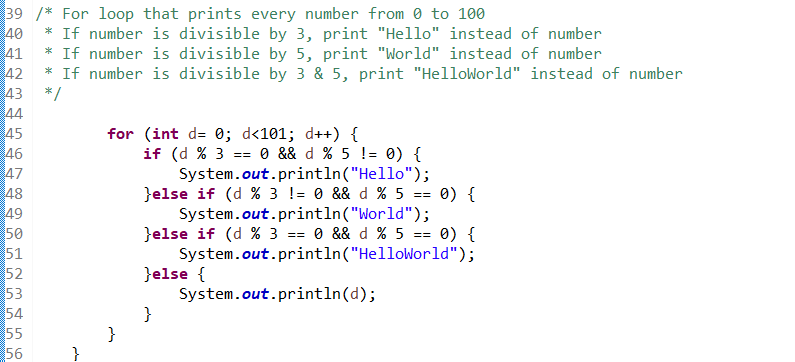 39 /* For loop that prints every number from 0 to 100
40  * If number is divisible by 3, print "Hello" instead of number
41  * If number is divisible by 5, print "World" instead of number
42  * If number is divisible by 3 & 5, print "HelloWorld" instead of number
43  */
44
45         for (int d= 0; d<101; d++) {
46             if (d % 3 == 0 && d % 5 != 0) {
47                 System.out.println("Hello");
48             }else if (d % 3 != 0 && d % 5 == 0) {
49                 System.out.println("World");
50             }else if (d % 3 == 0 && d % 5 == 0) {
51                 System.out.println("HelloWorld");
52             }else {
53                 System.out.println(d);
54             }
55         }
56     }